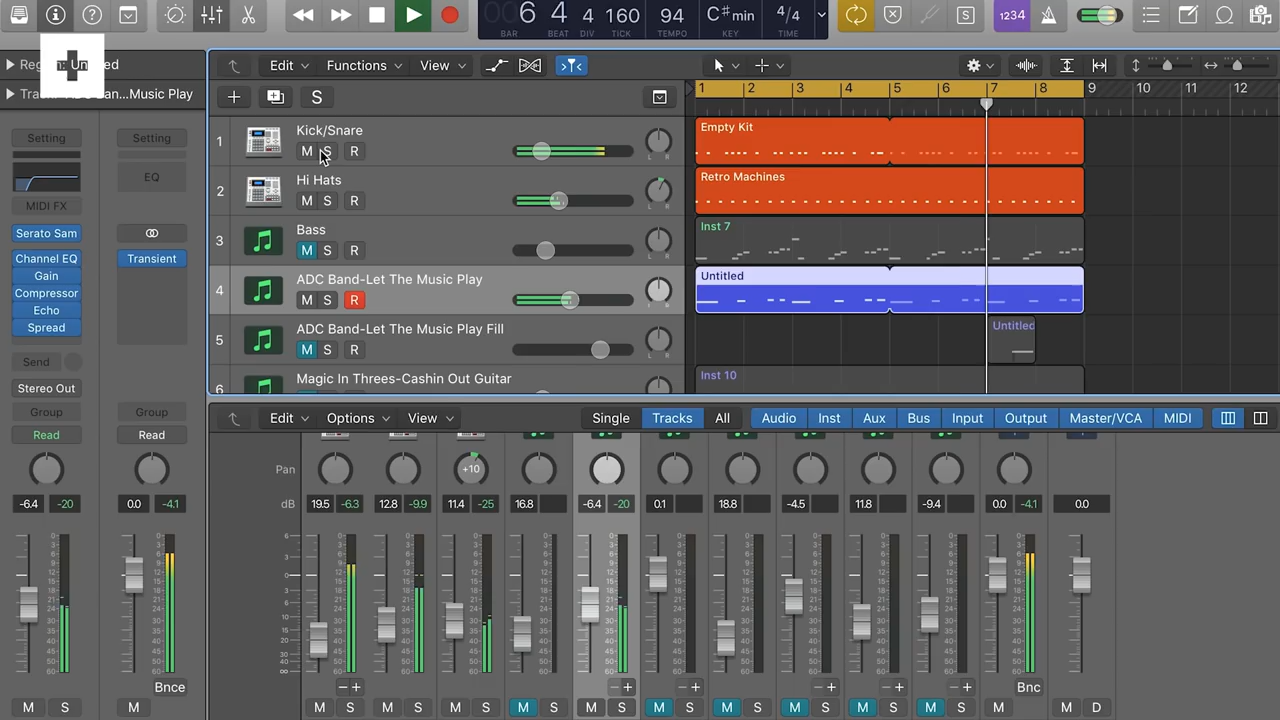 6 4 4 160 94 C#min 4/4
BAR BEAT DIV TICK TEMPO KEY TIME
S 1234
Edit Functions View
S
1 2 3 4 5 6 7 8 9 10 11 12
Music Play
Setting Setting
EQ
MIDI FX
Serato Sam
Channel EQ Transient
Gain
Compressor
Echo
Spread
Send
Stereo Out
Group Group
Read Read
-6.4 -20 0.0 -4.1
Bnce
M S M
1 Kick/Snare
M S R
L R
Empty Kit
2 Hi Hats
M S R
L R
Retro Machines
3 Bass
M S R
L R
Inst 7
4 ADC Band-Let The Music Play
M S R
L R
Untitled
5 ADC Band-Let The Music Play Fill
M S R
L R
Untitled
6 Magic In Threes-Cashin Out Guitar
Inst 10
Edit Options View Single Tracks All Audio Inst Aux Bus Input Output Master/VCA MIDI
Pan +10
dB 19.5 -6.3 12.8 -9.9 11.4 -25 16.8 -6.4 -20 0.1 18.8 -4.5 11.8 -9.4 0.0 -4.1 0.0
Bnc
M S M S M S M S M S M S M S M S M S M S M M D